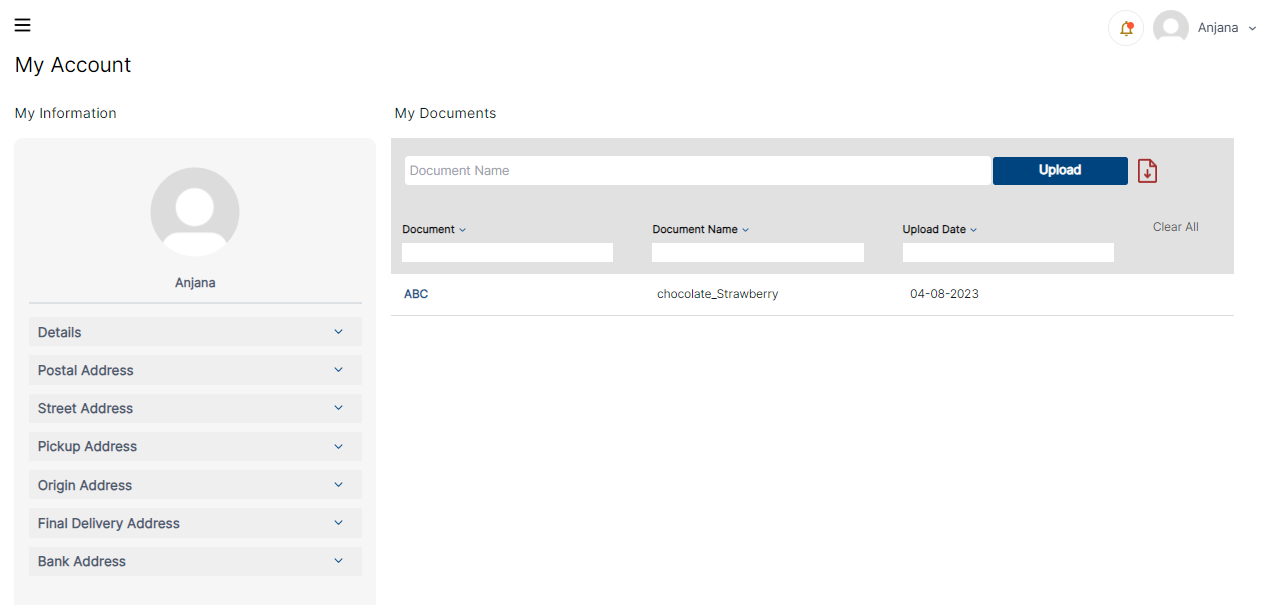 Anjana
My Account
My Information
My Documents
Anjana
Details
Postal Address
Street Address
Pickup Address
Origin Address
Final Delivery Address
Bank Address
Document Name
Upload
Document
Document Name
Upload Date
Clear All
ABC
chocolate_Strawberry
04-08-2023